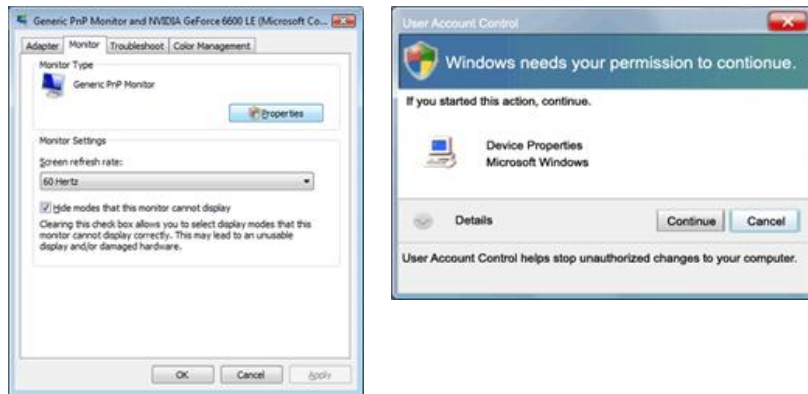 Generic PnP Monitor and NVIDIA GeForce 6600 LE (Microsoft Co...
Adapter Monitor Troubleshoot Color Management
Monitor Type
Generic PnP Monitor
Properties
Monitor Settings
Screen refresh rate:
60 Hertz
Hide modes that this monitor cannot display
Clearing this check box allows you to select display modes that this
monitor cannot display correctly. This may lead to an unusable
display and/or damaged hardware.
OK Cancel Apply
User Account Control
Windows needs your permission to contionue.
If you started this action, continue.
Device Properties
Microsoft Windows
Details Continue Cancel
User Account Control helps stop unauthorized changes to your computer.